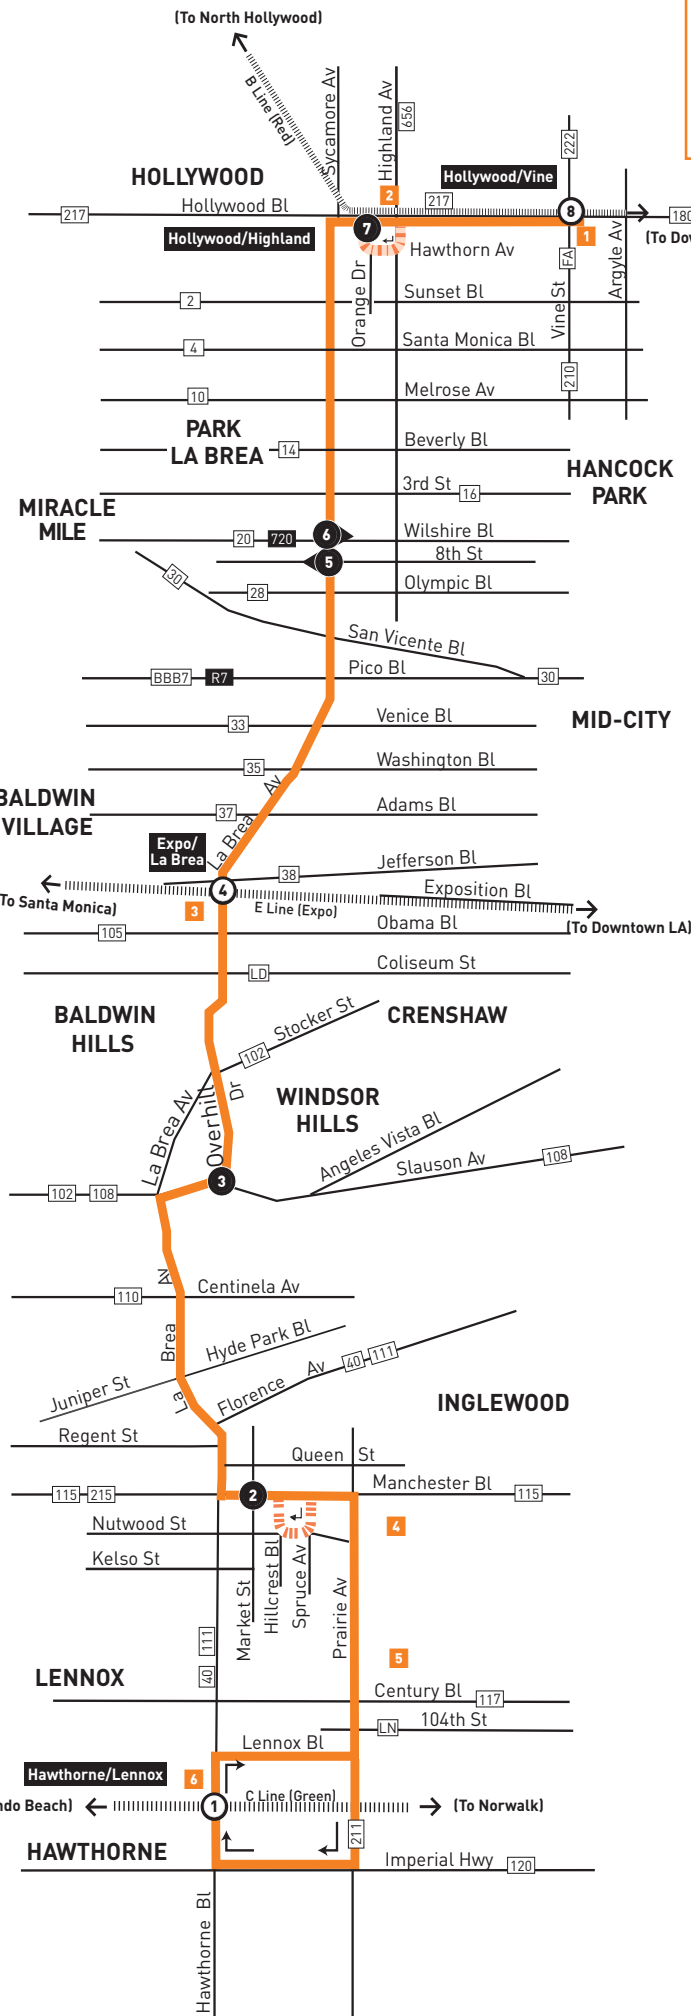 (To North Hollywood)
B Line (Red)
Sycamore Av
Highland Av
656
222
HOLLYWOOD
Hollywood/Vine
2
217
Hollywood Bl
217
8
180
7
1
Hollywood/Highland
Hawthorn Av
FA
Argyle Av
Orange Dr
Vine St
2
Sunset Bl
4
Santa Monica Bl
210
10
Melrose Av
PARK
LA BREA
14
Beverly Bl
HANCOCK
PARK
3rd St
16
MIRACLE
MILE
20
720
6
Wilshire Bl
5
8th St
30
28
Olympic Bl
San Vicente Bl
BBB7
R7
Pico Bl
30
33
Venice Bl
MID-CITY
35
Washington Bl
La Brea Av
37
Adams Bl
VILLAGE
Expo/
La Brea
38
Jefferson Bl
4
Exposition Bl
3
E Line (Expo)
105
Obama Bl
(To Downtown LA)
LD
Coliseum St
BALDWIN
HILLS
Stocker St
CRENSHAW
102
La Brea Av
Overhill Dr
WINDSOR
HILLS
Angeles Vista Bl
Slauson Av
108
3
102
108
La Brea Av
110
Centinela Av
Hyde Park Bl
Juniper St
Florence Av
40
111
INGLEWOOD
Regent St
Queen St
115
215
2
Manchester Bl
115
Nutwood St
4
Kelso St
Market St
Hillcrest Bl
Spruce Av
Prairie Av
111
40
5
LENNOX
Century Bl
117
LN
104th St
Lennox Bl
Hawthorne/Lennox
6
1
C Line (Green)
(To Norwalk)
211
HAWTHORNE
Imperial Hwy
120
Hawthorne Bl